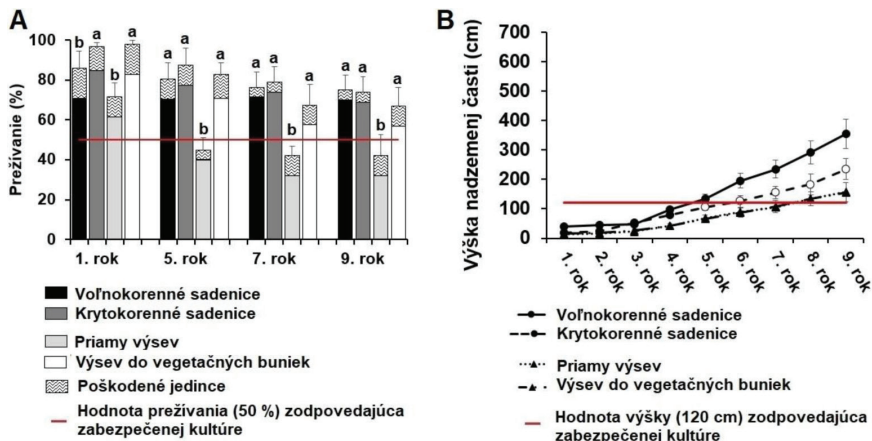 A
Prežívanie (%)
100
80
60
40
20
0
b a b a
a a b a
a a b a
a a b a
1. rok 5. rok 7. rok 9. rok
Voľnokorenné sadenice
Krytokorenné sadenice
Priamy výsev
Výsev do vegetačných buniek
Poškodené jedince
Hodnota prežívania (50 %) zodpovedajúca
zabezpečenej kultúre
B
Výška nadzemenj časti (cm)
700
600
500
400
300
200
100
0
1. rok
2. rok
3. rok
4. rok
5. rok
6. rok
7. rok
8. rok
9. rok
Voľnokorenné sadenice
Krytokorenné sadenice
Priamy výsev
Výsev do vegetačných buniek
Hodnota výšky (120 cm) zodpovedajúca
zabezpečenej kultúre